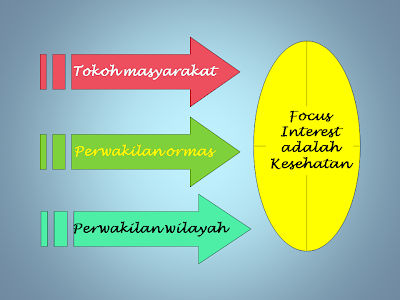 Tokoh masyarakat
Perwakilan ormas
Perwakilan wilayah
Focus
Interest
adalah
Kesehatan